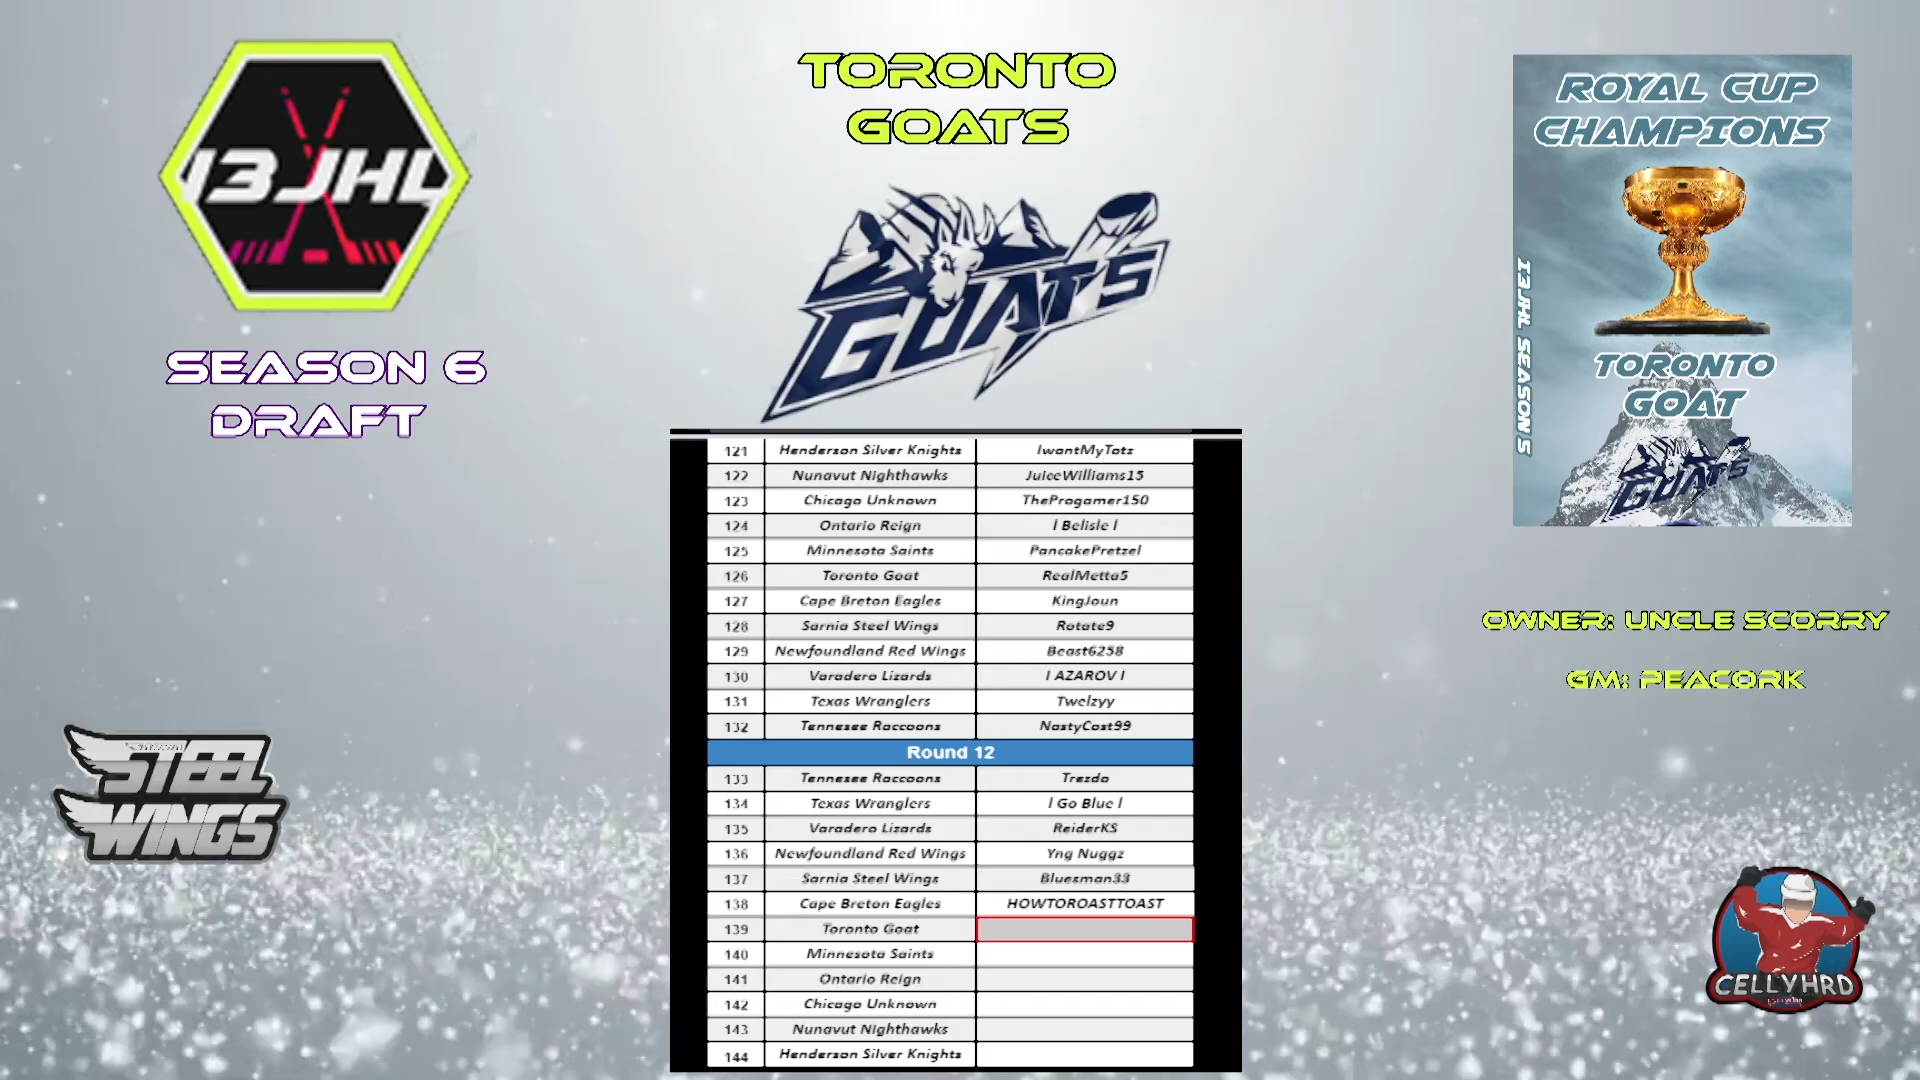 13JHL
SEASON 6
DRAFT
TORONTO
GOATS
GOATS
ROYAL CUP
CHAMPIONS
13JHL SEASON 5
TORONTO
GOAT
GOATS
OWNER: UNCLE SCORRY
GM: PEACORK
121 Henderson Silver Knights IwantMyTotz
122 Nunavut Nighthawks JuiceWilliams15
123 Chicago Unknown TheProgamer150
124 Ontario Reign l Belisle l
125 Minnesota Saints PancakePretzel
126 Toronto Goat RealMetta5
127 Cape Breton Eagles KingJoun
128 Sarnia Steel Wings Rotate9
129 Newfoundland Red Wings Beast6258
130 Varadero Lizards l AZAROV l
131 Texas Wranglers Twelzyy
132 Tennesee Raccoons NastyCost99
Round 12
133 Tennesee Raccoons Trezdo
134 Texas Wranglers l Go Blue l
135 Varadero Lizards ReiderKS
136 Newfoundland Red Wings Yng Nuggz
137 Sarnia Steel Wings Bluesman33
138 Cape Breton Eagles HOWTOROASTTOAST
139 Toronto Goat
140 Minnesota Saints
141 Ontario Reign
142 Chicago Unknown
143 Nunavut Nighthawks
144 Henderson Silver Knights
STEEL
WINGS
CELLYHRD